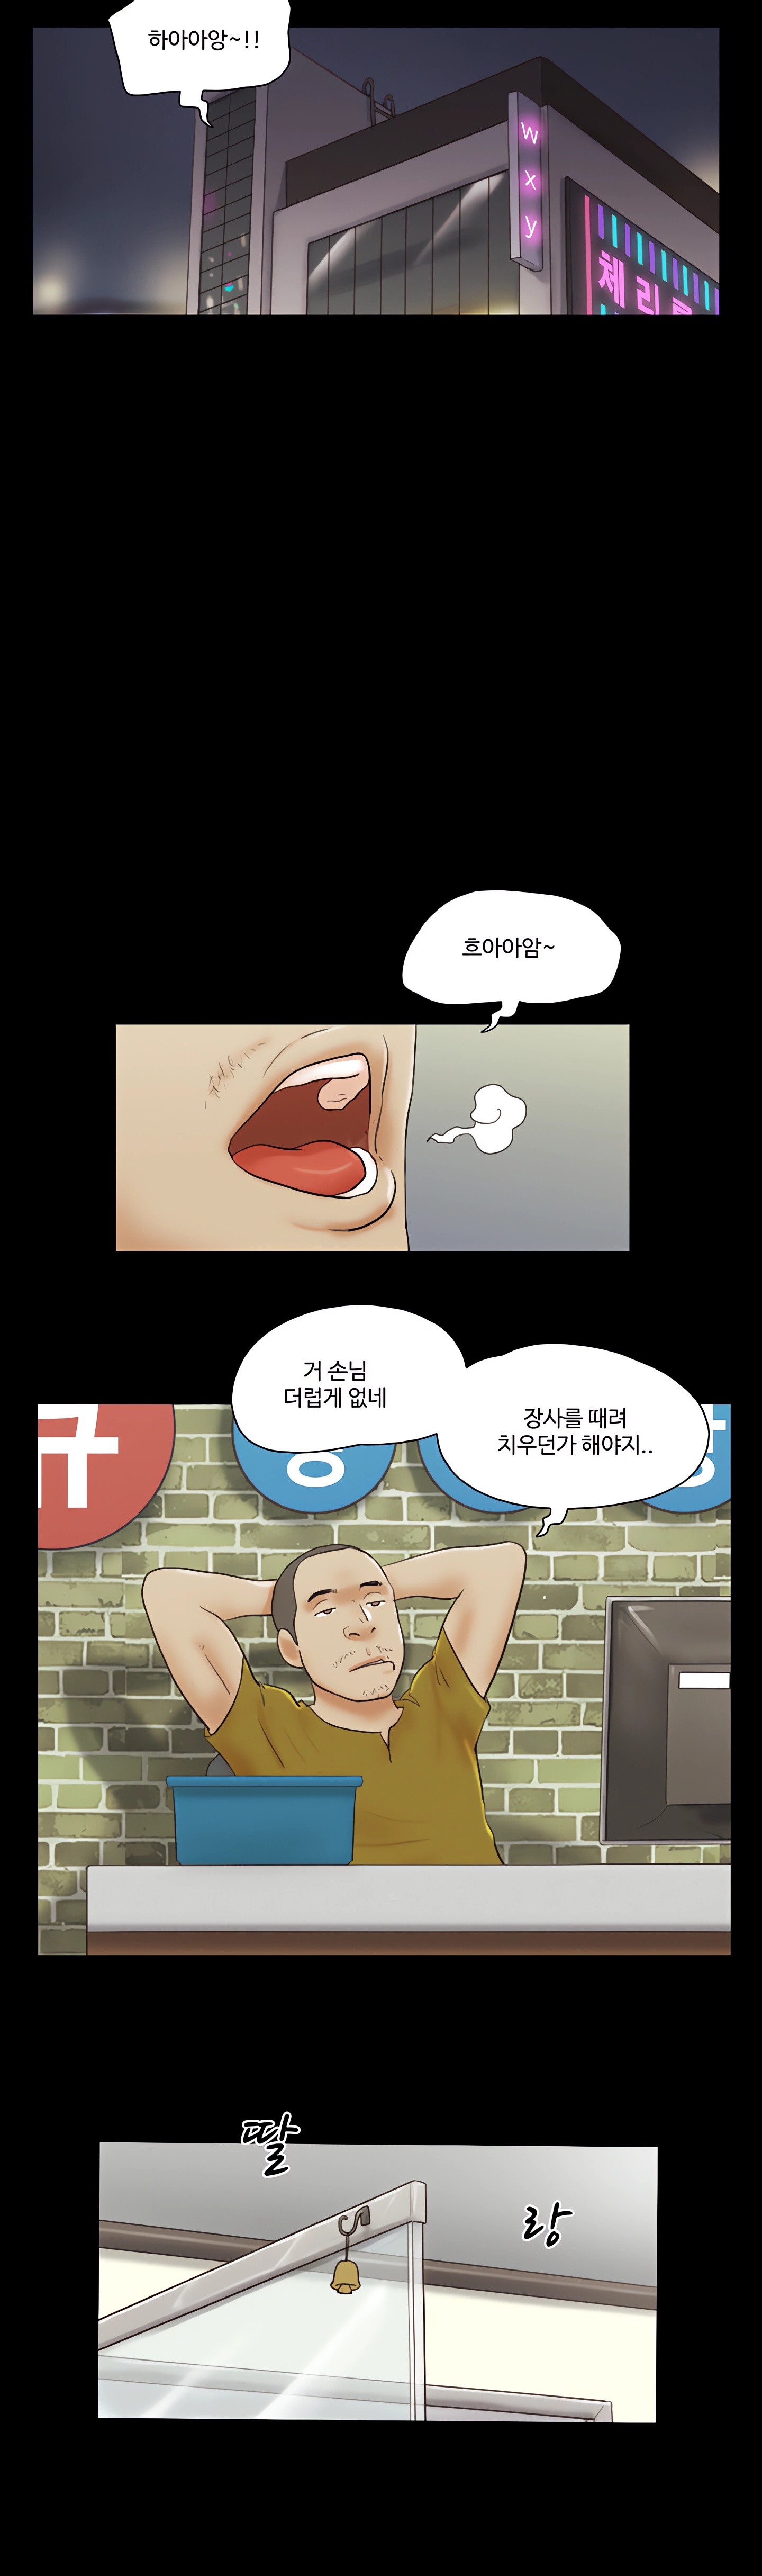 하아아앙~!!
w
x
y
체리
흐아아암~
거 손님
더럽게 없네
장사를 때려
치우던가 해야지..
구
딸
랑